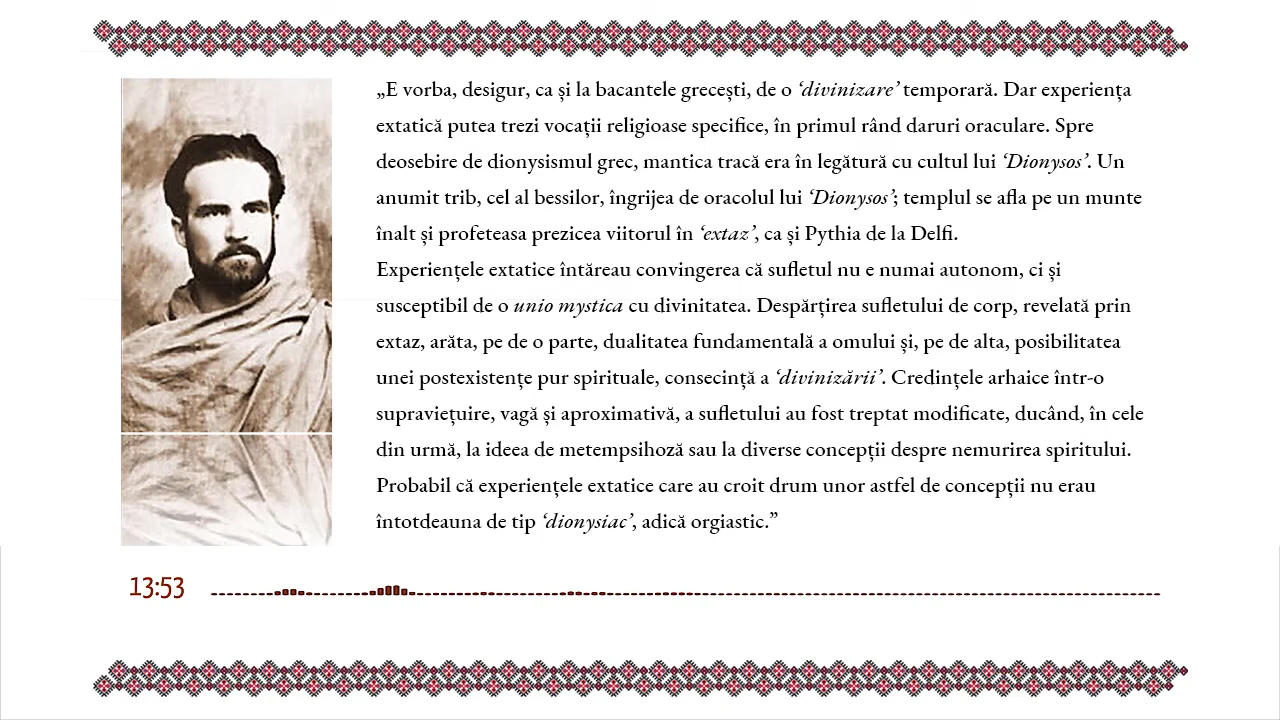 „E vorba, desigur, ca și la bacantele grecești, de o ‘divinizare’ temporară. Dar experiența
extatică putea trezi vocații religioase specifice, în primul rând daruri oraculare. Spre
deosebire de dionysismul grec, mantica tracă era în legătură cu cultul lui ‘Dionysos’. Un
anumit trib, cel al bessilor, îngrijea de oracolul lui ‘Dionysos’; templul se afla pe un munte
înalt și profeteasa prezicea viitorul în ‘extaz’, ca și Pythia de la Delfi.
Experiențele extatice întăreau convingerea că sufletul nu e numai autonom, ci și
susceptibil de o unio mystica cu divinitatea. Despărțirea sufletului de corp, revelată prin
extaz, arăta, pe de o parte, dualitatea fundamentală a omului și, pe de alta, posibilitatea
unei postexistențe pur spirituale, consecință a ‘divinizării’. Credințele arhaice într-o
supraviețuire, vagă și aproximativă, a sufletului au fost treptat modificate, ducând, în cele
din urmă, la ideea de metempsihoză sau la diverse concepții despre nemurirea spiritului.
Probabil că experiențele extatice care au croit drum unor astfel de concepții nu erau
întotdeauna de tip ‘dionysiac’, adică orgiastic.”
13:53